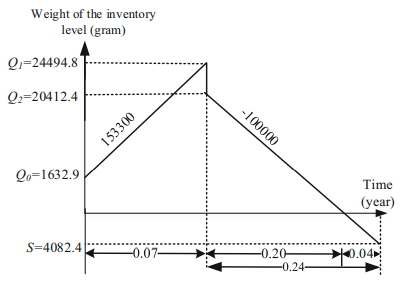 Weight of the inventory
level (gram)
Q₁=24494.8
Q₂=20412.4
153300
-100000
Q₀=1632.9
Time
(year)
S=4082.4
0.07
0.20
0.04
0.24